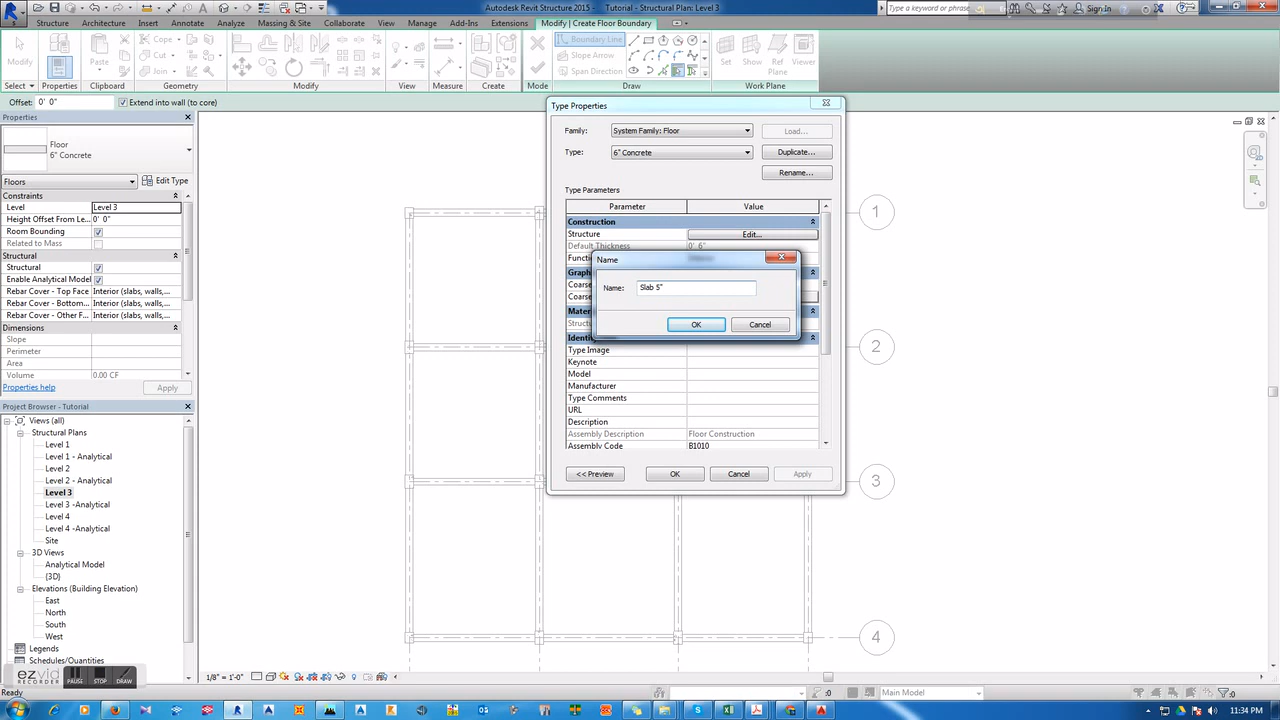 Autodesk Revit Structure 2015 - Tutorial - Structural Plan: Level 3
Type a keyword or phrase
Sign In
Architecture Structure Insert Annotate Analyze Massing & Site Collaborate View Manage Add-Ins Extensions Modify | Create Floor Boundary
Modify
Paste
Cope
Cut
Join
Boundary Line
Slope Arrow
Span Direction
Set Show Ref Plane Viewer
Select Properties Clipboard Geometry Modify View Measure Create Mode Draw Work Plane
Offset: 0' 0" Extend into wall (to core)
Properties
Floor
6" Concrete
Floors Edit Type
Constraints
Level Level 3
Height Offset From Le... 0' 0"
Room Bounding
Related to Mass
Structural
Structural
Enable Analytical Model
Rebar Cover - Top Face Interior (slabs, walls,...
Rebar Cover - Bottom... Interior (slabs, walls,...
Rebar Cover - Other F... Interior (slabs, walls,...
Dimensions
Slope
Perimeter
Area
Volume 0.00 CF
Properties help Apply
Project Browser - Tutorial
Views (all)
Structural Plans
Level 1
Level 1 - Analytical
Level 2
Level 2 - Analytical
Level 3
Level 3 -Analytical
Level 4
Level 4 -Analytical
Site
3D Views
Analytical Model
{3D}
Elevations (Building Elevation)
East
North
South
West
Legends
Schedules/Quantities
Type Properties
Family: System Family: Floor Load...
Type: 6" Concrete Duplicate...
Rename...
Type Parameters
Parameter Value
Construction
Structure Edit...
Default Thickness 0' 6"
Name
Name: Slab 5"
OK Cancel
Type Image
Keynote
Model
Manufacturer
Type Comments
URL
Description
Assembly Description Floor Construction
Assembly Code B1010
<< Preview OK Cancel Apply
1
2
3
4
ezvid
RECORDER
PAUSE STOP DRAW
1/8" = 1'-0"
Ready
:0
Main Model
:0
11:34 PM